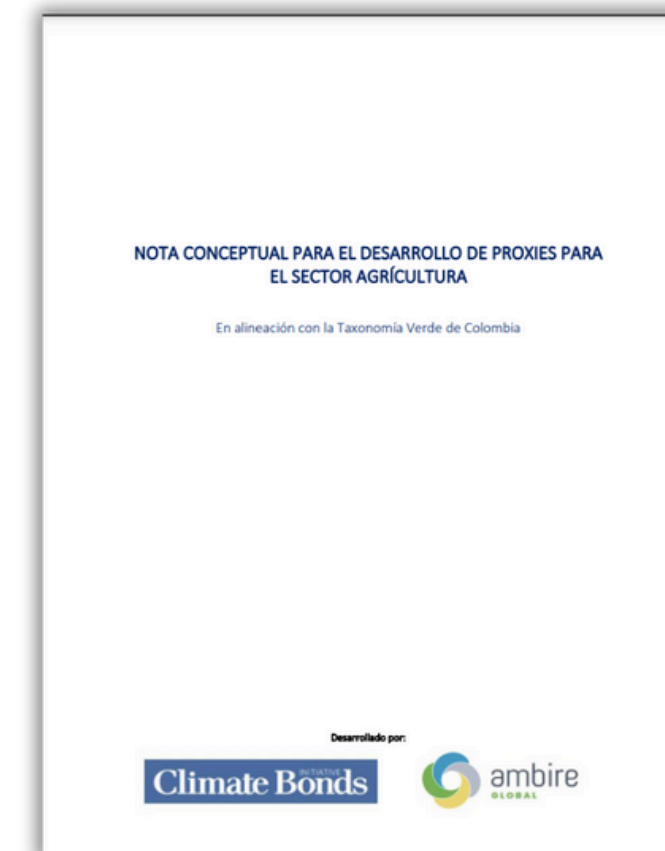 NOTA CONCEPTUAL PARA EL DESARROLLO DE PROXIES PARA
EL SECTOR AGRÍCULTURA
En alineación con la Taxonomía Verde de Colombia
Desarrollado por:
Climate Bonds
INITIATIVE
ambire
GLOBAL